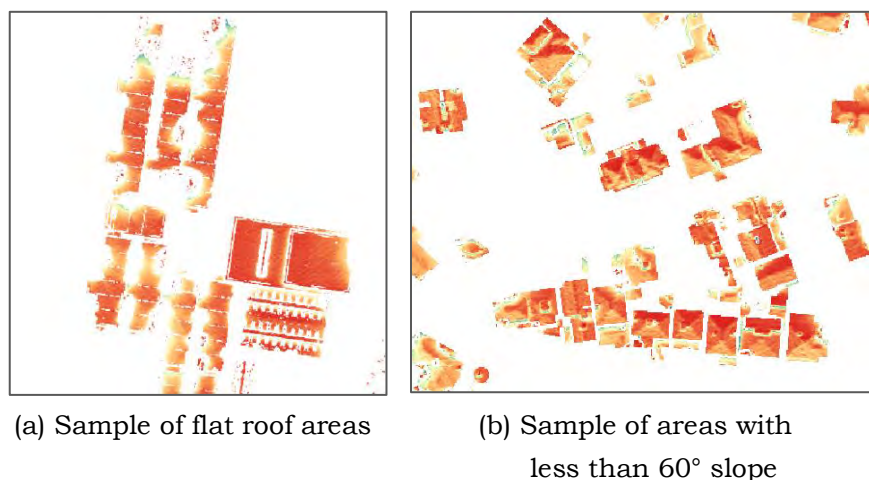 (a) Sample of flat roof areas
(b) Sample of areas with
less than 60° slope